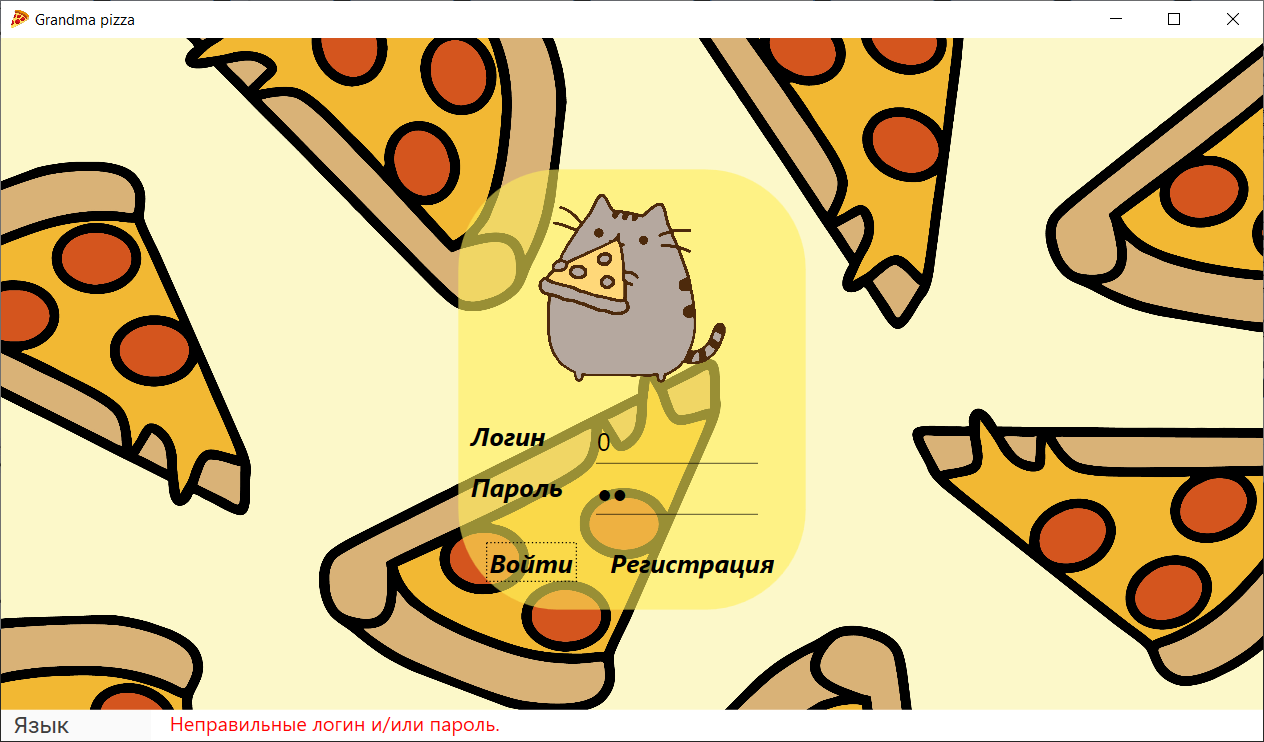 Grandma pizza
Логин 0
Пароль ●●
Войти Регистрация
Язык Неправильные логин и/или пароль.